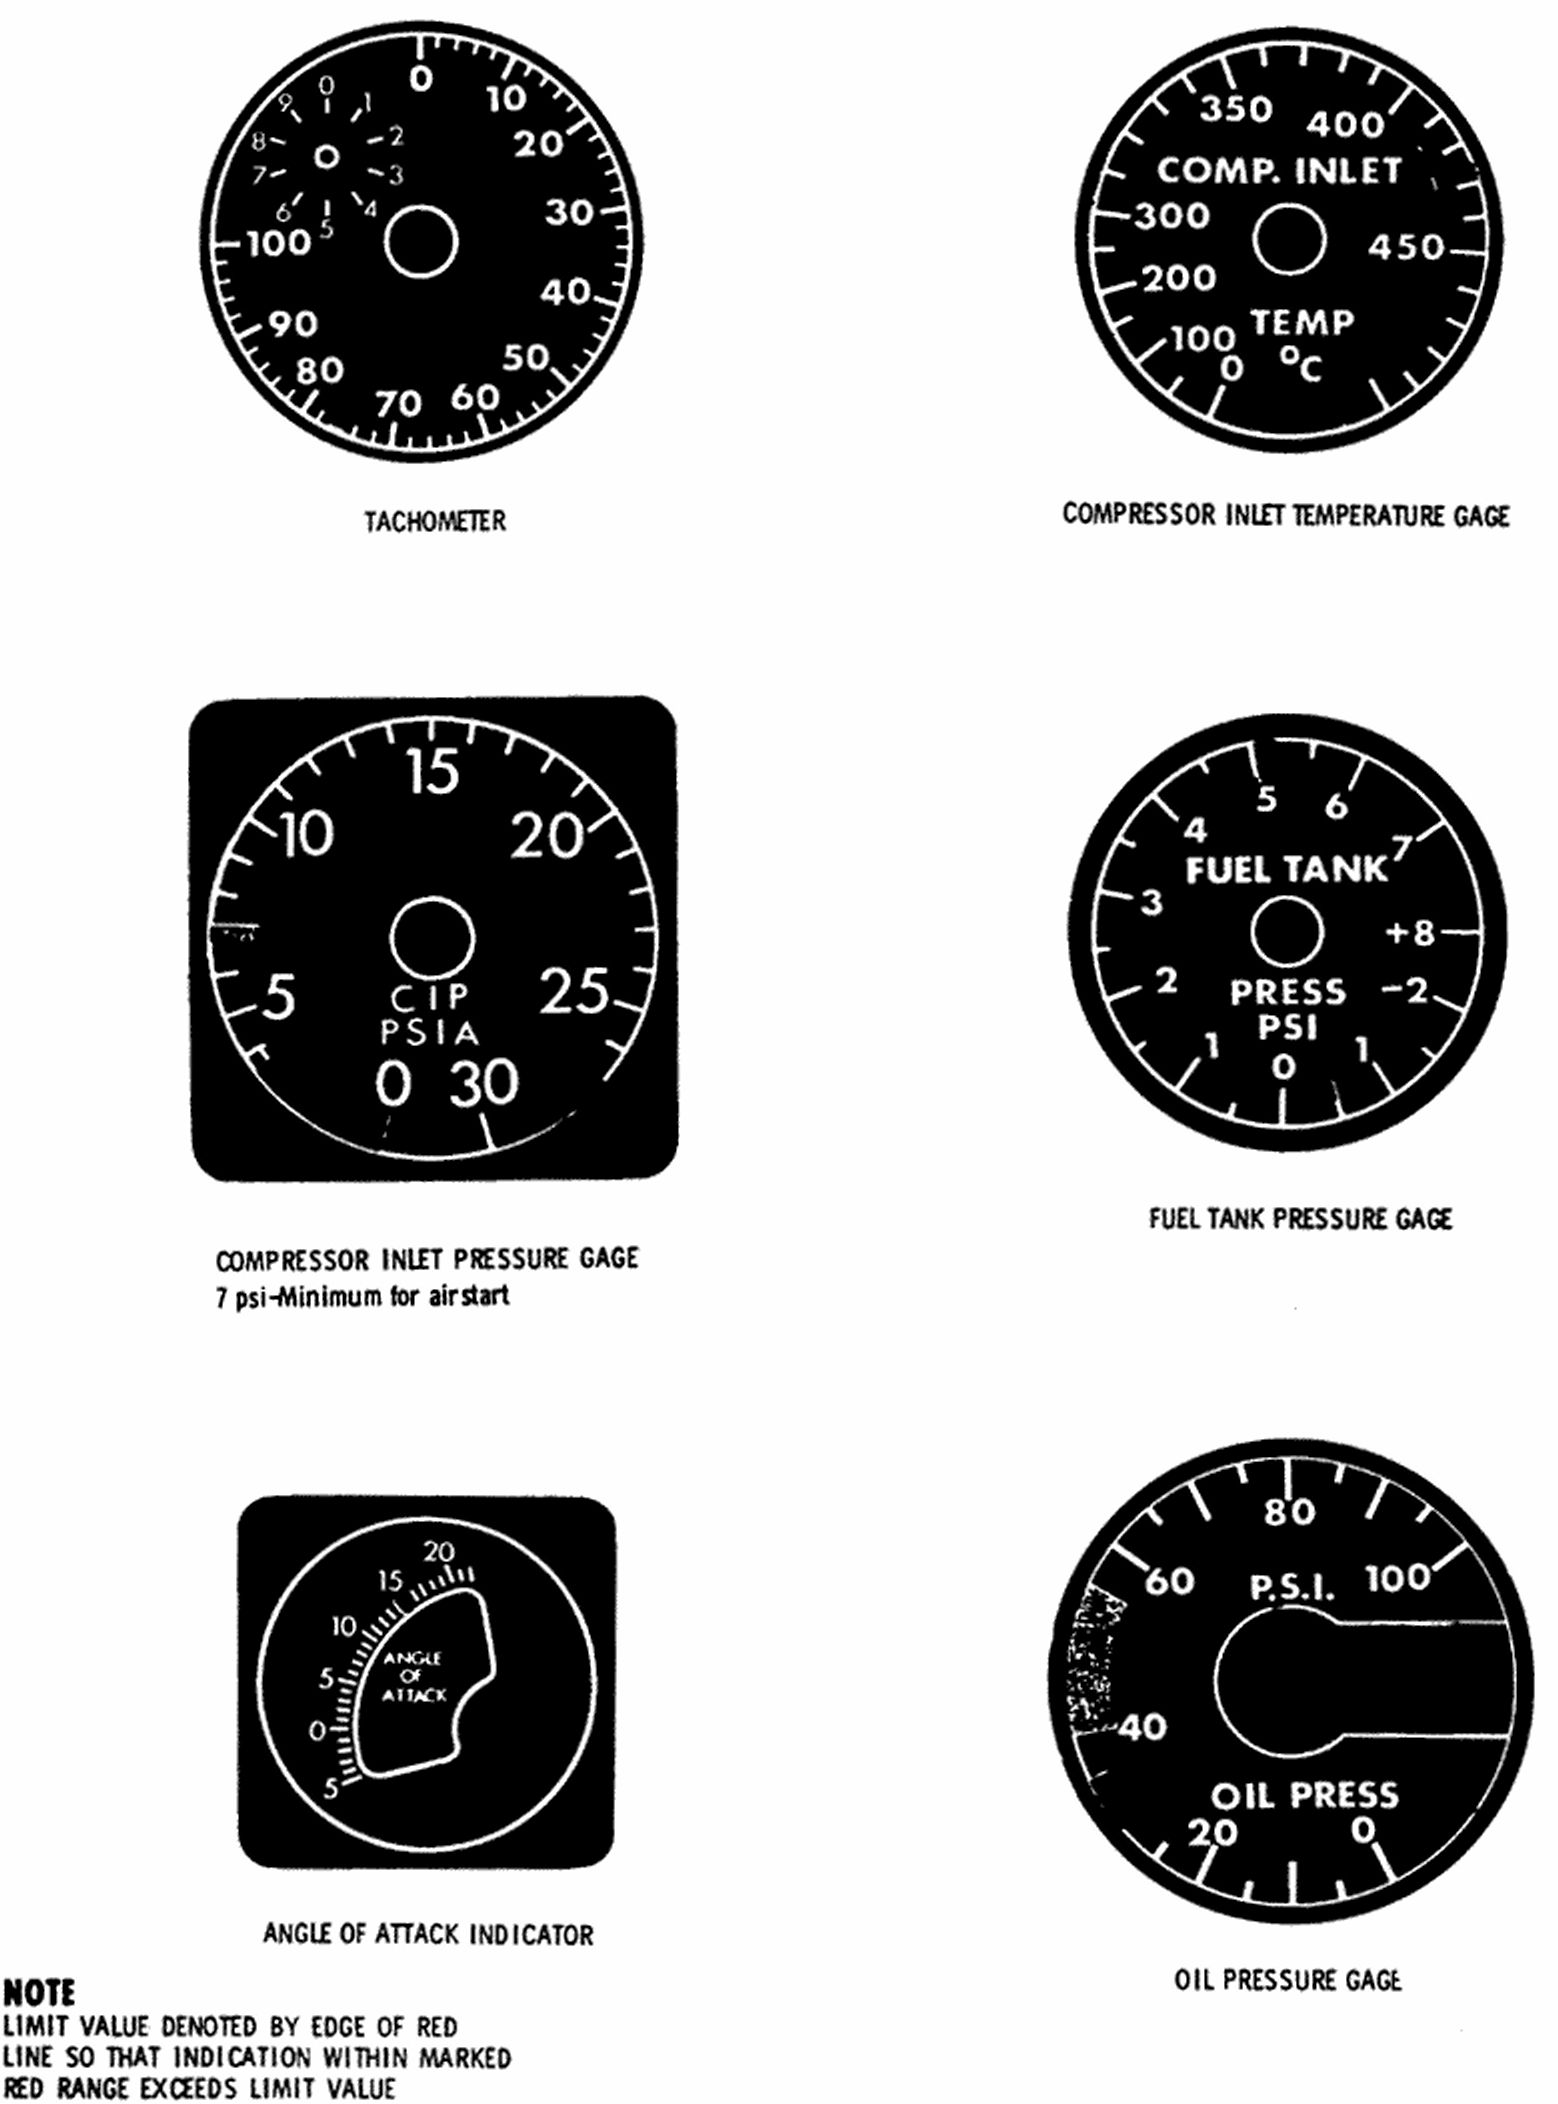 0
10
20
30
40
50
60
70
80
90
100
0
1
2
3
4
5
6
7
8
9
TACHOMETER
350
400
COMP. INLET
300
450
200
TEMP
100
°C
0
COMPRESSOR INLET TEMPERATURE GAGE
15
10
20
5
25
CIP
PSIA
0
30
COMPRESSOR INLET PRESSURE GAGE
7 psi-Minimum for airstart
5
6
4
7
FUEL TANK
3
+8
2
PRESS
-2
PSI
1
1
0
FUEL TANK PRESSURE GAGE
20
15
10
ANGLE
OF
ATTACK
5
0
5
ANGLE OF ATTACK INDICATOR
80
60
P.S.I.
100
40
OIL PRESS
20
0
OIL PRESSURE GAGE
NOTE
LIMIT VALUE DENOTED BY EDGE OF RED
LINE SO THAT INDICATION WITHIN MARKED
RED RANGE EXCEEDS LIMIT VALUE